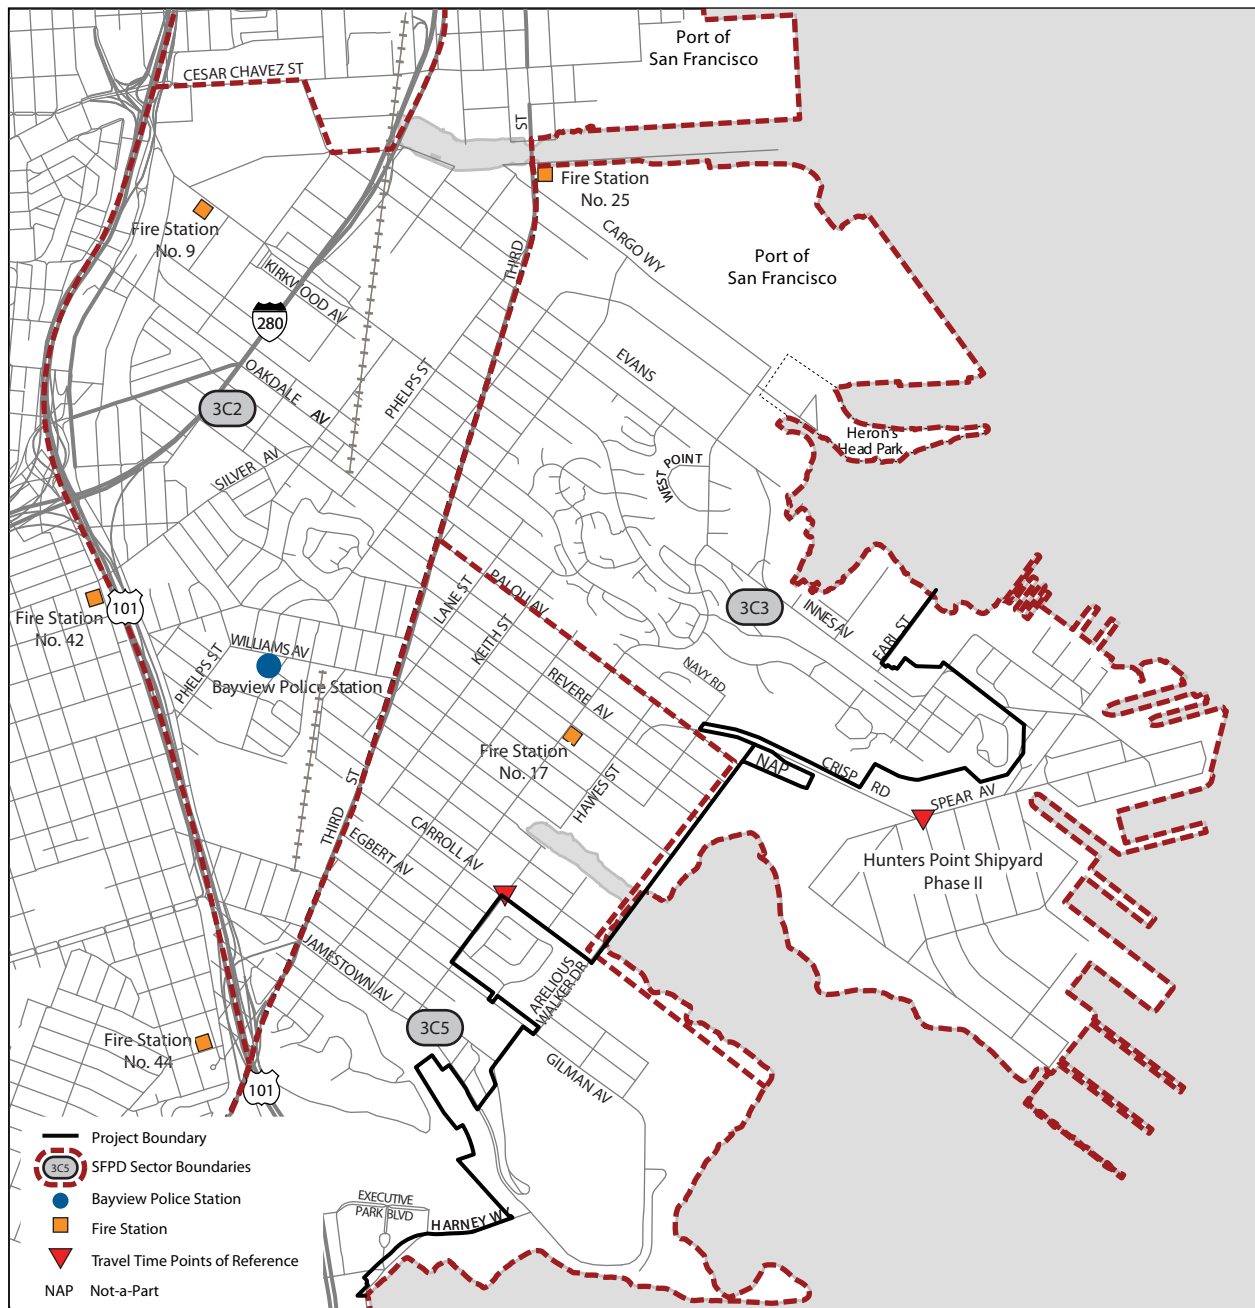 Port of
San Francisco
CESAR CHAVEZ ST
ST
Fire Station
No. 25
Fire Station
No. 9
CARGO WY
THIRD
Port of
San Francisco
KIRKWOOD AV
280
EVANS
PHELPS ST
OAKDALE AV
3C2
Heron's
Head Park
WEST POINT
SILVER AV
PALOU AV
LANE ST
3C3
INNES AV
101
Fire Station
No. 42
EARL ST
KEITH ST
WILLIAMS AV
PHELPS ST
Bayview Police Station
NAVY RD
REVERE AV
Fire Station
No. 17
NAP
CRISP RD
SPEAR AV
HAWES ST
THIRD ST
CARROLL AV
EGBERT AV
Hunters Point Shipyard
Phase II
JAMESTOWN AV
ARELIOUS
WALKER DR
3C5
Fire Station
No. 44
GILMAN AV
101
Project Boundary
3C5 SFPD Sector Boundaries
Bayview Police Station
Fire Station
Travel Time Points of Reference
NAP Not-a-Part
EXECUTIVE
PARK BLVD
HARNEY WY